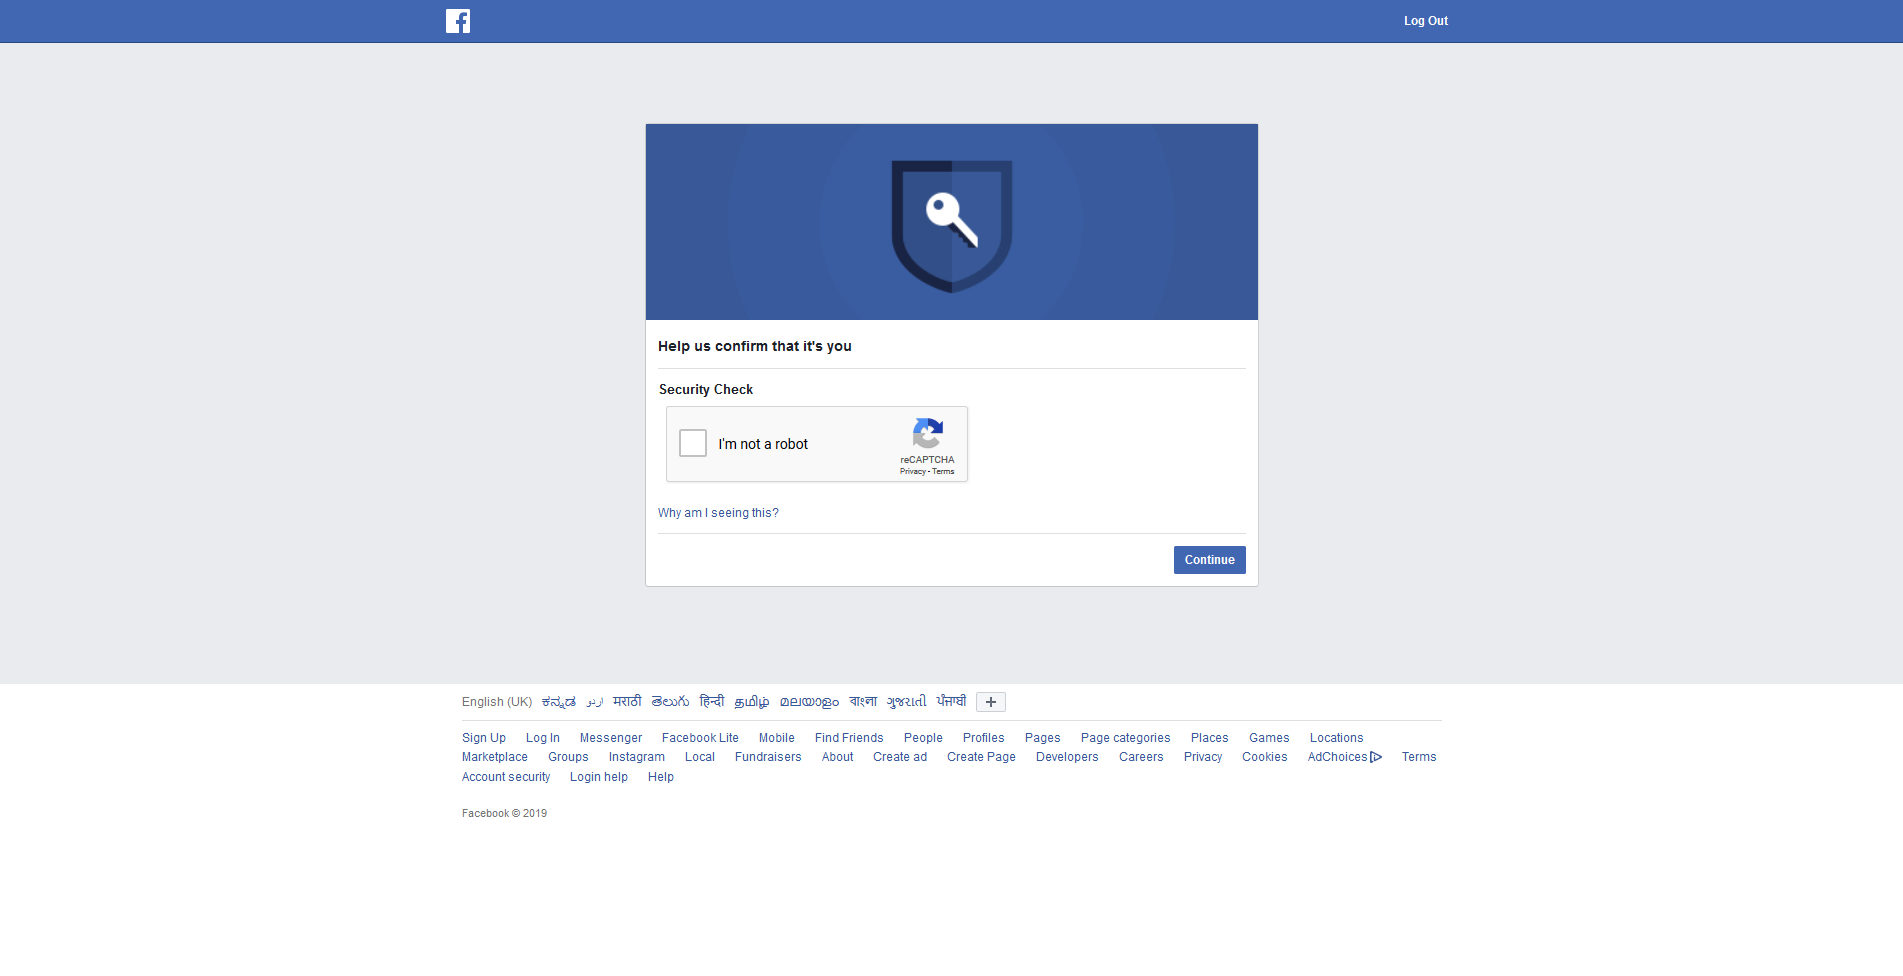 Log Out
Help us confirm that it's you
Security Check
I'm not a robot
reCAPTCHA
Privacy - Terms
Why am I seeing this?
Continue
English (UK) ಕನ್ನಡ اردو मराठी తెలుగు हिन्दी தமிழ் മലയാളം বাংলা ગુજરાતી ਪੰਜਾਬੀ +
Sign Up Log In Messenger Facebook Lite Mobile Find Friends People Profiles Pages Page categories Places Games Locations
Marketplace Groups Instagram Local Fundraisers About Create ad Create Page Developers Careers Privacy Cookies AdChoices Terms
Account security Login help Help
Facebook © 2019